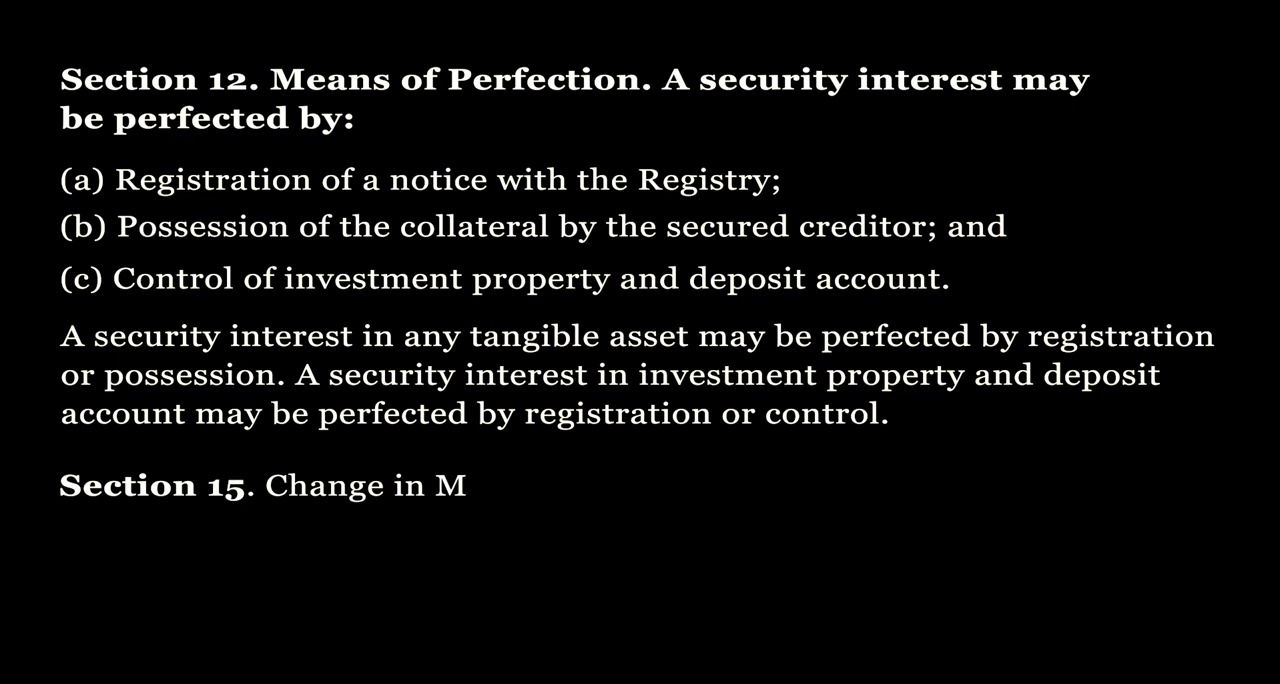 Section 12. Means of Perfection. A security interest may
be perfected by:
(a) Registration of a notice with the Registry;
(b) Possession of the collateral by the secured creditor; and
(c) Control of investment property and deposit account.
A security interest in any tangible asset may be perfected by registration
or possession. A security interest in investment property and deposit
account may be perfected by registration or control.
Section 15. Change in M